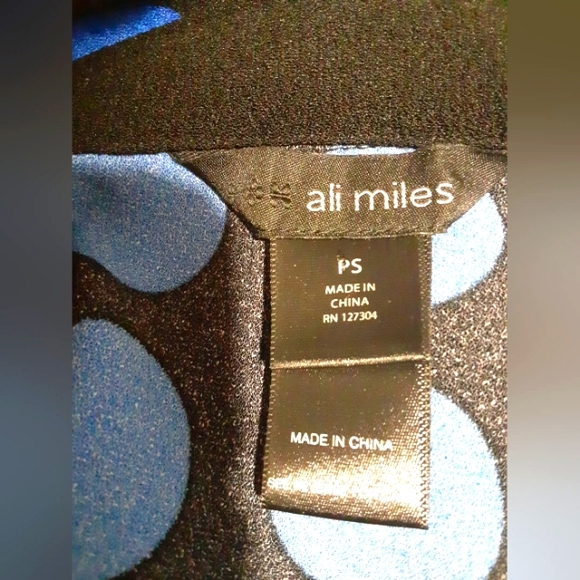 ali miles
PS
MADE IN
CHINA
RN 127304
MADE IN CHINA